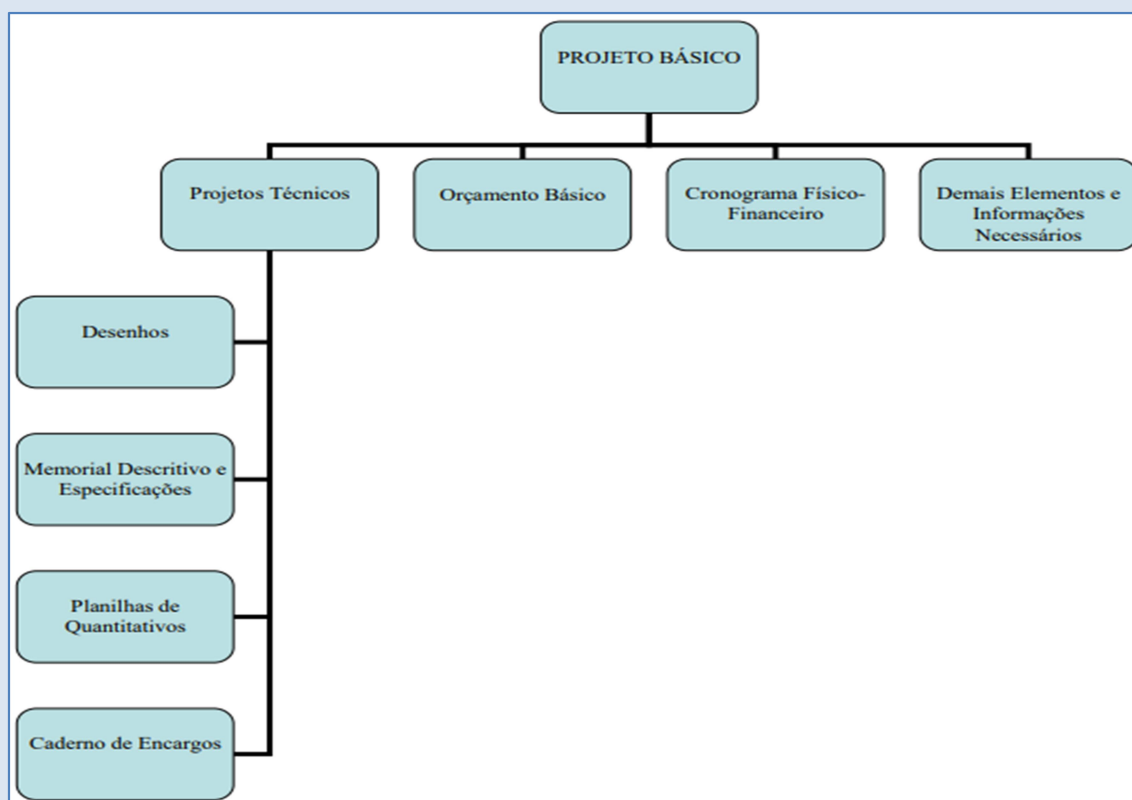 PROJETO BÁSICO
Projetos Técnicos
Orçamento Básico
Cronograma Físico-
Financeiro
Demais Elementos e
Informações
Necessários
Desenhos
Memorial Descritivo e
Especificações
Planilhas de
Quantitativos
Caderno de Encargos